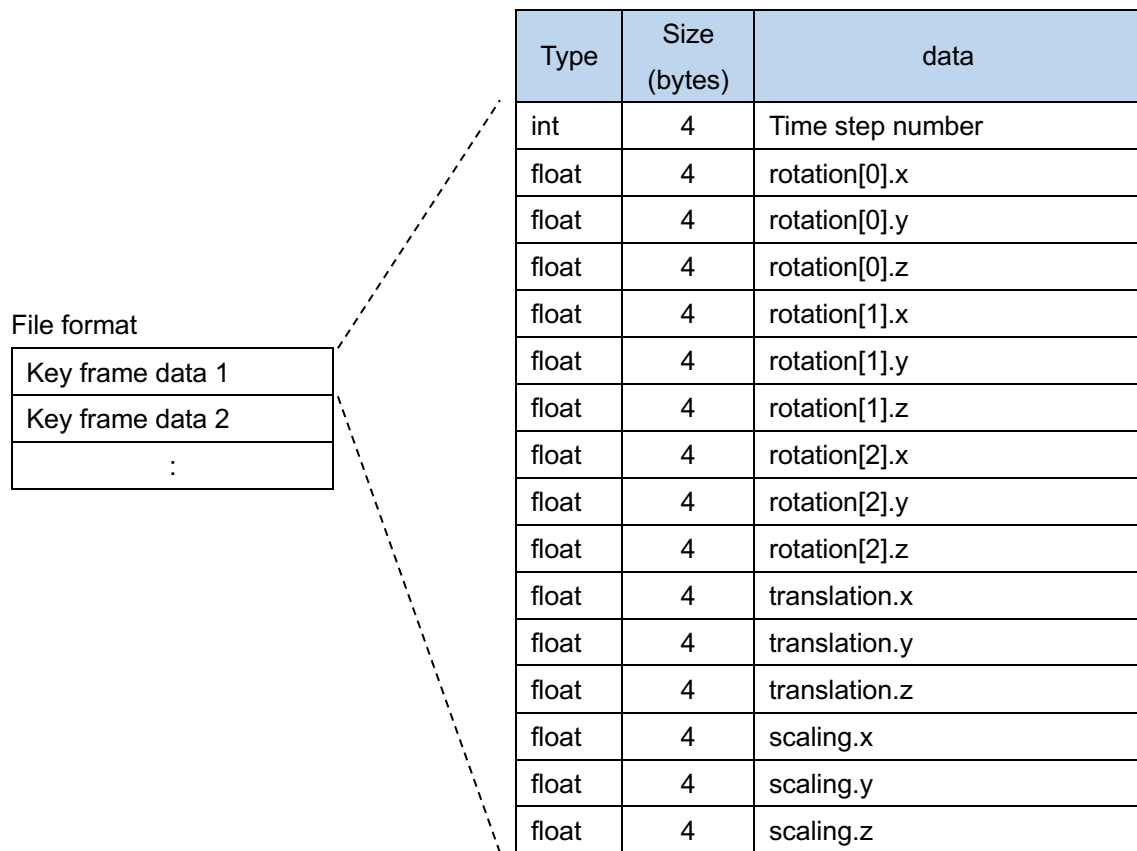 File format
Key frame data 1
Key frame data 2
:
Type Size (bytes) data
int 4 Time step number
float 4 rotation[0].x
float 4 rotation[0].y
float 4 rotation[0].z
float 4 rotation[1].x
float 4 rotation[1].y
float 4 rotation[1].z
float 4 rotation[2].x
float 4 rotation[2].y
float 4 rotation[2].z
float 4 translation.x
float 4 translation.y
float 4 translation.z
float 4 scaling.x
float 4 scaling.y
float 4 scaling.z